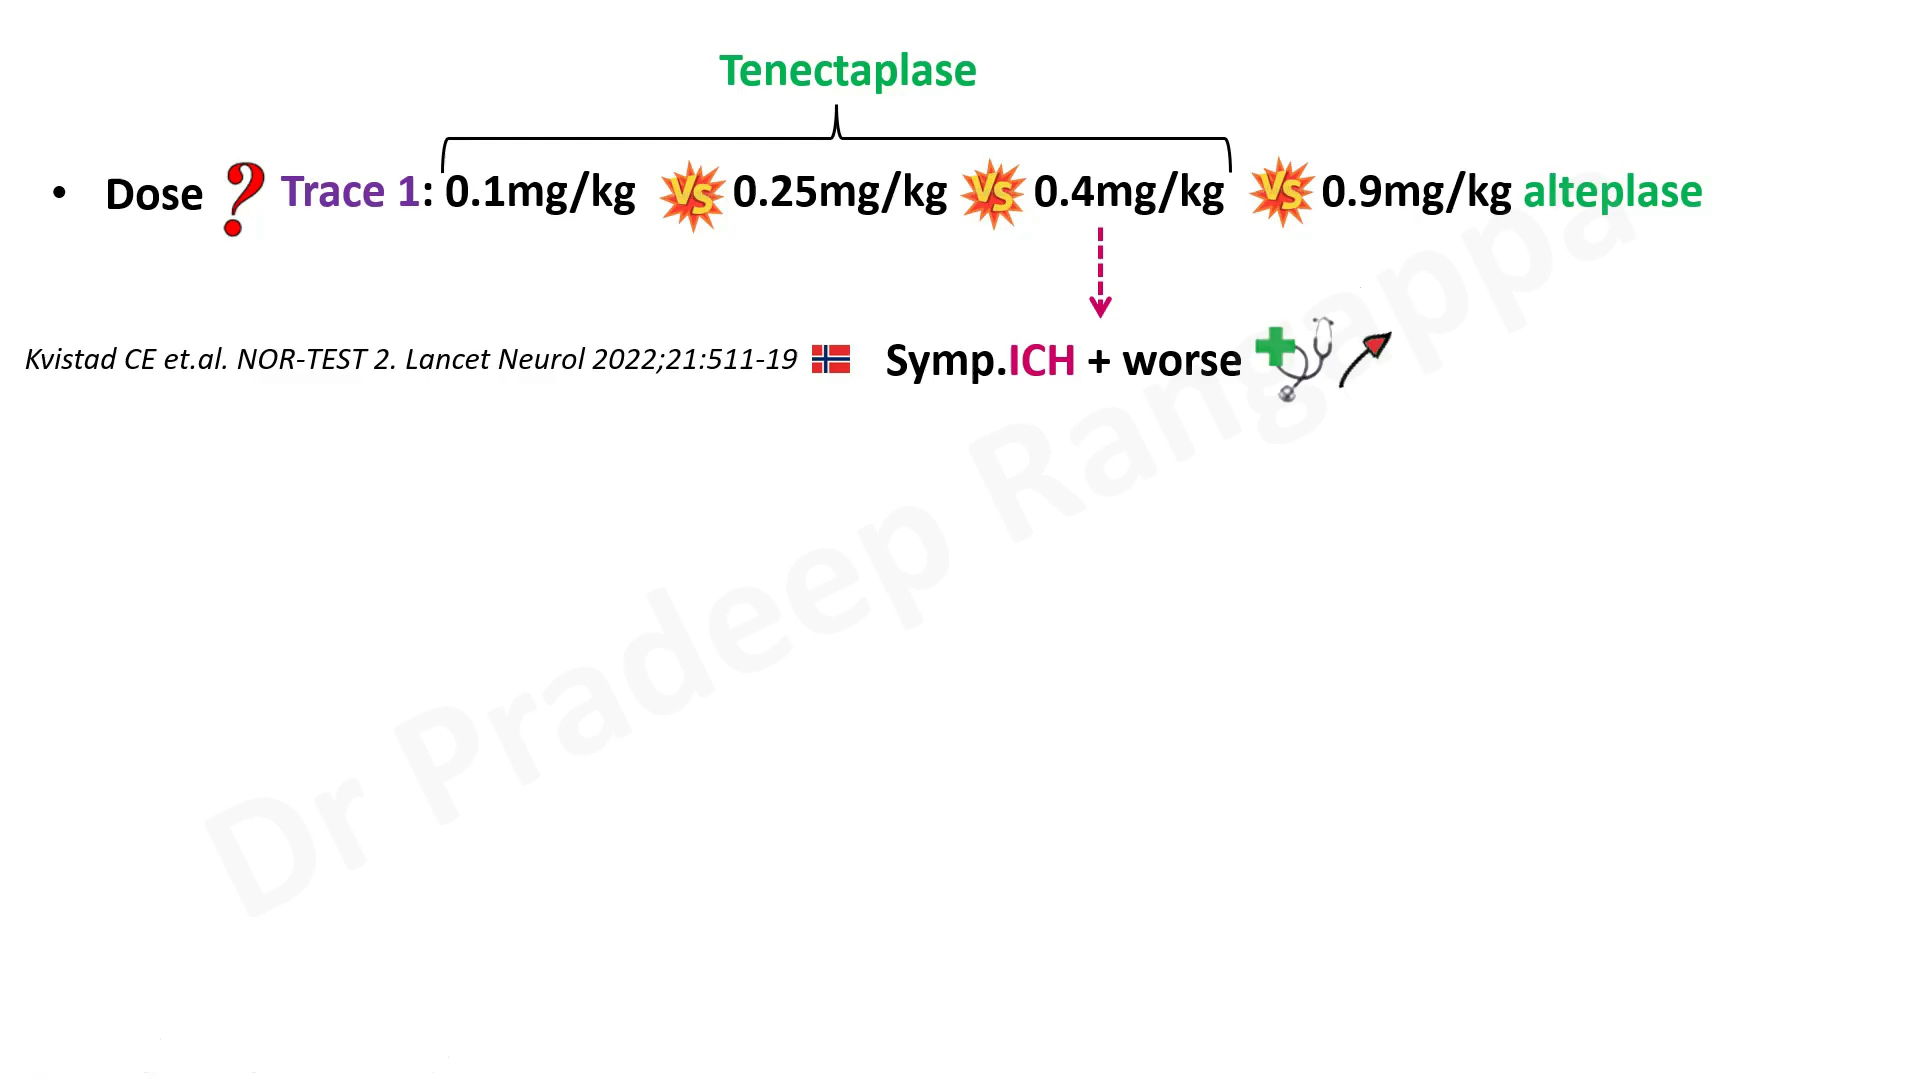 Tenectaplase
• Dose ? Trace 1: 0.1mg/kg VS 0.25mg/kg VS 0.4mg/kg VS 0.9mg/kg alteplase
Kvistad CE et.al. NOR-TEST 2. Lancet Neurol 2022;21:511-19 Symp.ICH + worse
Dr Pradeep Rangappa